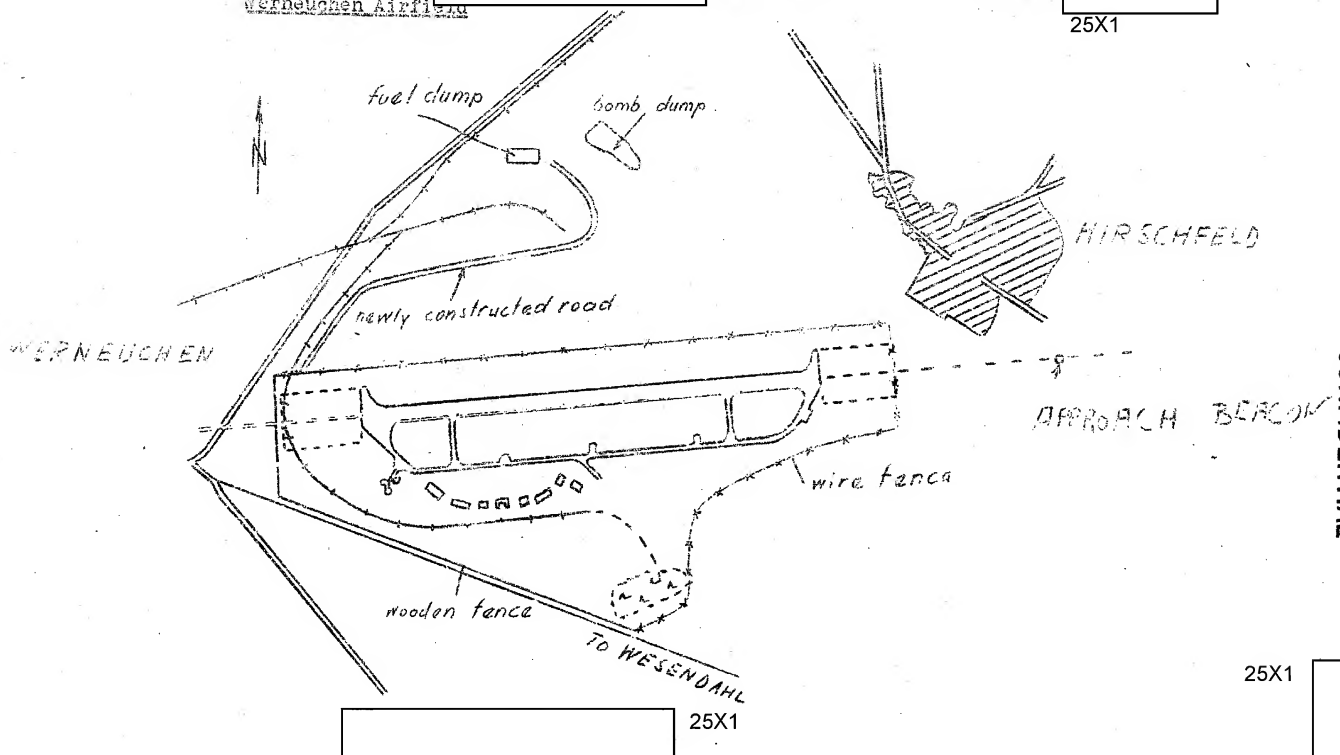 Werneuchen Airfield
25X1
fuel dump
bomb dump.
N
HIRSCHFELD
newly constructed road
WERNEUCHEN
APPROACH BEACON
wire fence
wooden fence
TO WESENDAHL
25X1
25X1